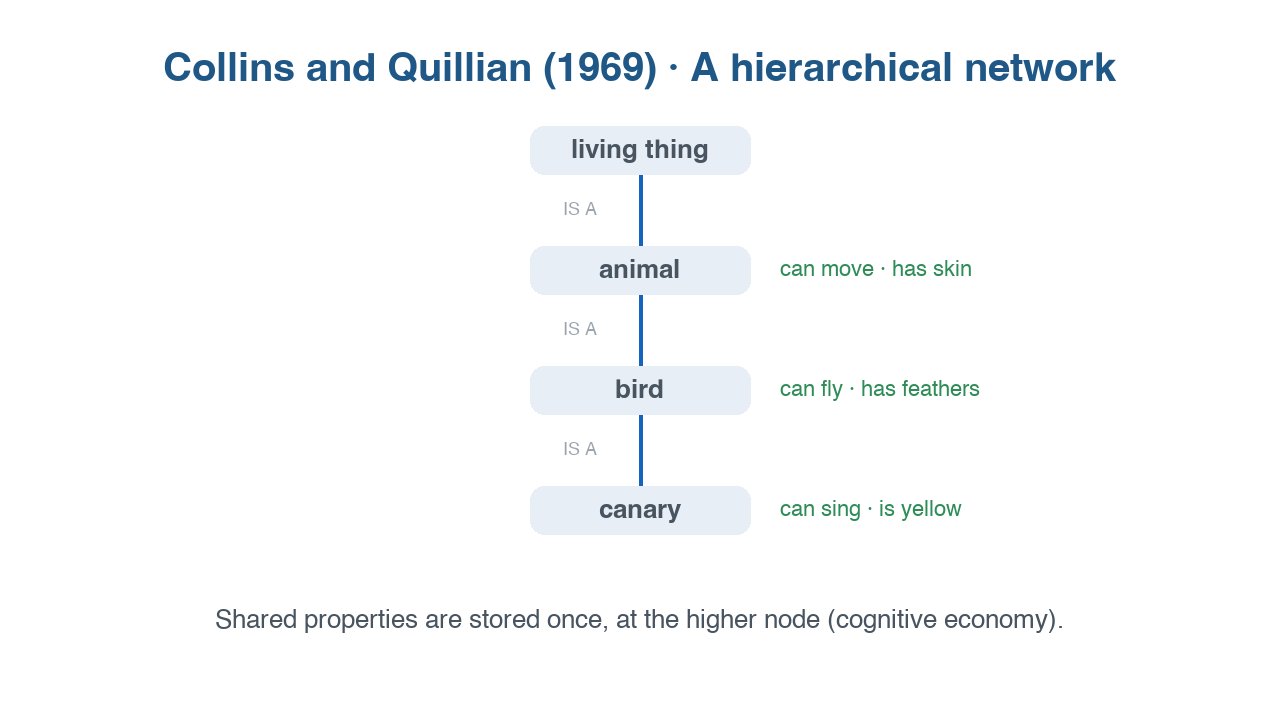 Collins and Quillian (1969) · A hierarchical network
living thing
IS A
animal
can move · has skin
IS A
bird
can fly · has feathers
IS A
canary
can sing · is yellow
Shared properties are stored once, at the higher node (cognitive economy).